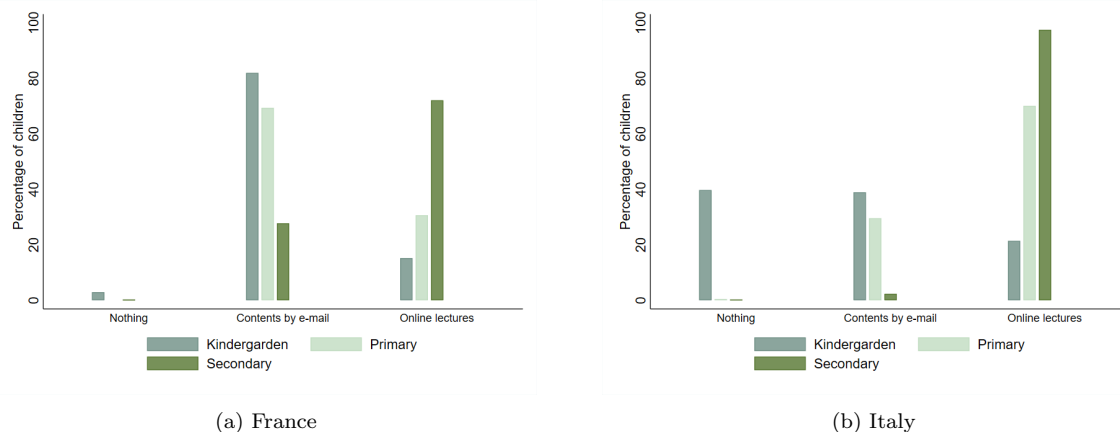 Percentage of children
100
80
60
40
20
0
Nothing Contents by e-mail Online lectures
Kindergarden Primary
Secondary
(a) France
Percentage of children
100
80
60
40
20
0
Nothing Contents by e-mail Online lectures
Kindergarden Primary
Secondary
(b) Italy